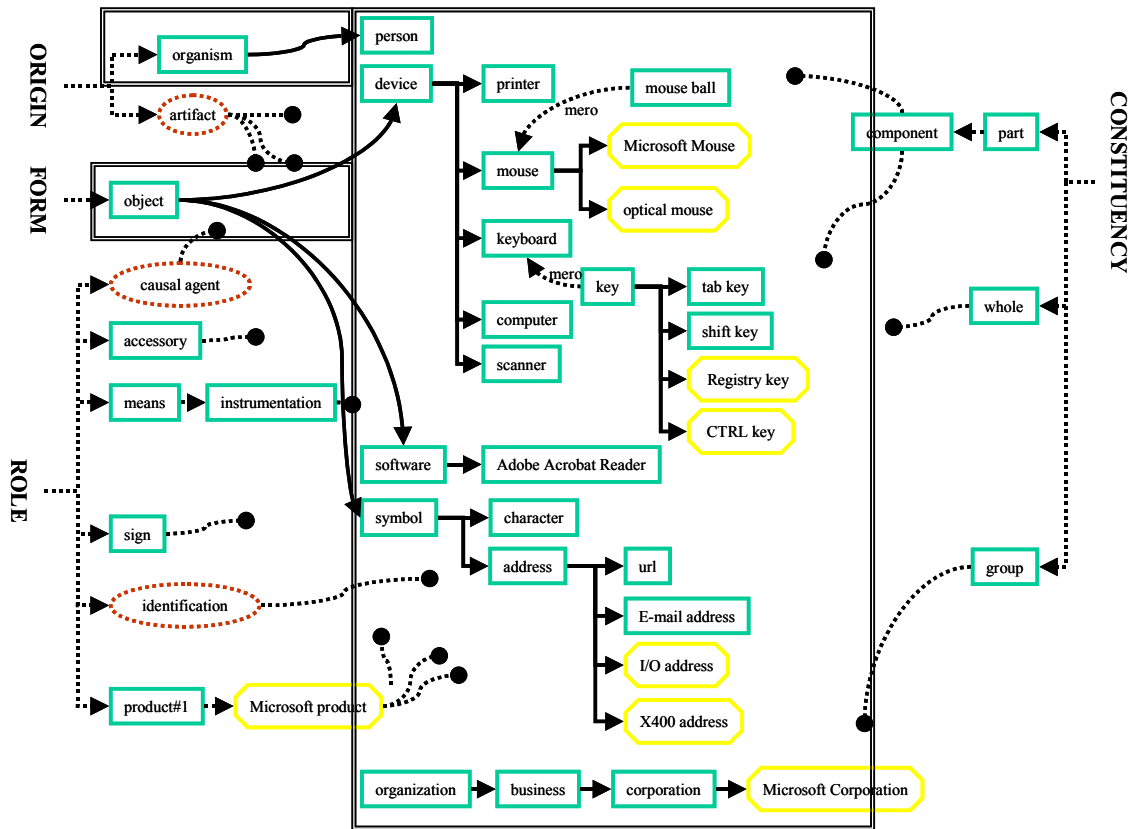 ORIGIN
FORM
ROLE
CONSTITUENCY
organism
artifact
object
causal agent
accessory
means
instrumentation
sign
identification
product#1
Microsoft product
person
device
printer
mouse ball
mero
mouse
Microsoft Mouse
optical mouse
keyboard
mero
key
tab key
shift key
Registry key
CTRL key
computer
scanner
software
Adobe Acrobat Reader
symbol
character
address
url
E-mail address
I/O address
X400 address
organization
business
corporation
Microsoft Corporation
component
part
whole
group